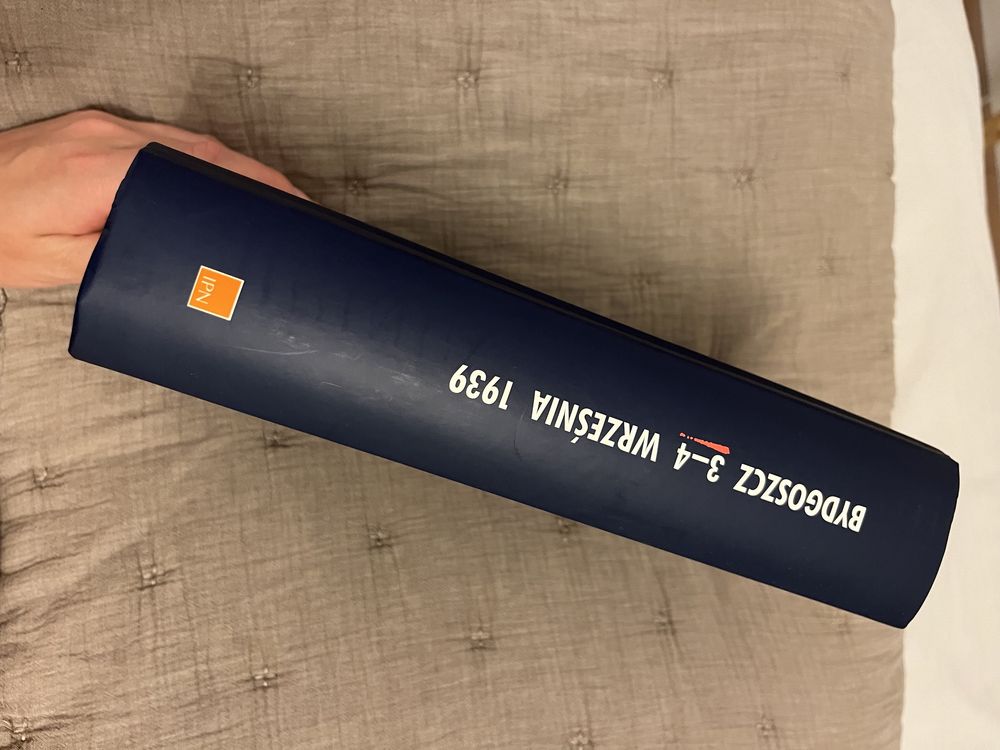 BYDGOSZCZ 3–4 WRZEŚNIA 1939
IPN